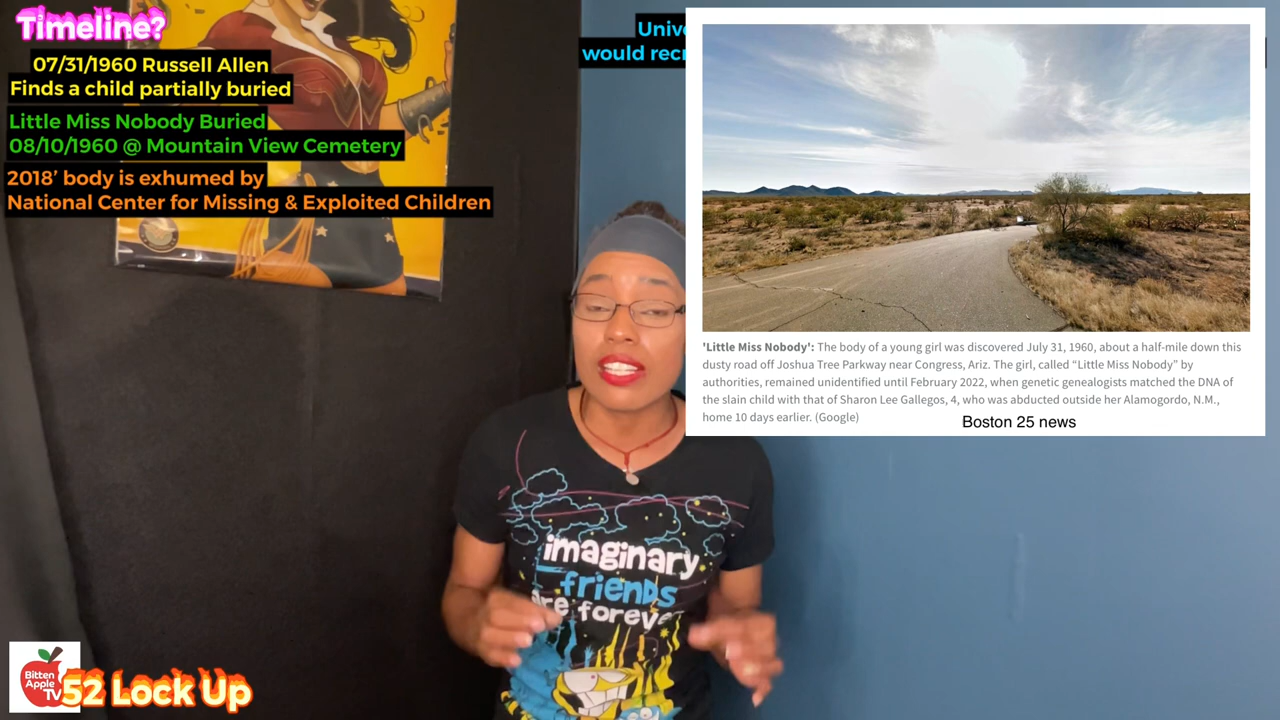 Timeline?
07/31/1960 Russell Allen
Finds a child partially buried
Little Miss Nobody Buried
08/10/1960 @ Mountain View Cemetery
2018’ body is exhumed by
National Center for Missing & Exploited Children
would
'Little Miss Nobody': The body of a young girl was discovered July 31, 1960, about a half-mile down this
dusty road off Joshua Tree Parkway near Congress, Ariz. The girl, called “Little Miss Nobody” by
authorities, remained unidentified until February 2022, when genetic genealogists matched the DNA of
the slain child with that of Sharon Lee Gallegos, 4, who was abducted outside her Alamogordo, N.M.,
home 10 days earlier. (Google)
Boston 25 news
imaginary
friends
are forever
Bitten
Apple
TV
52 Lock Up